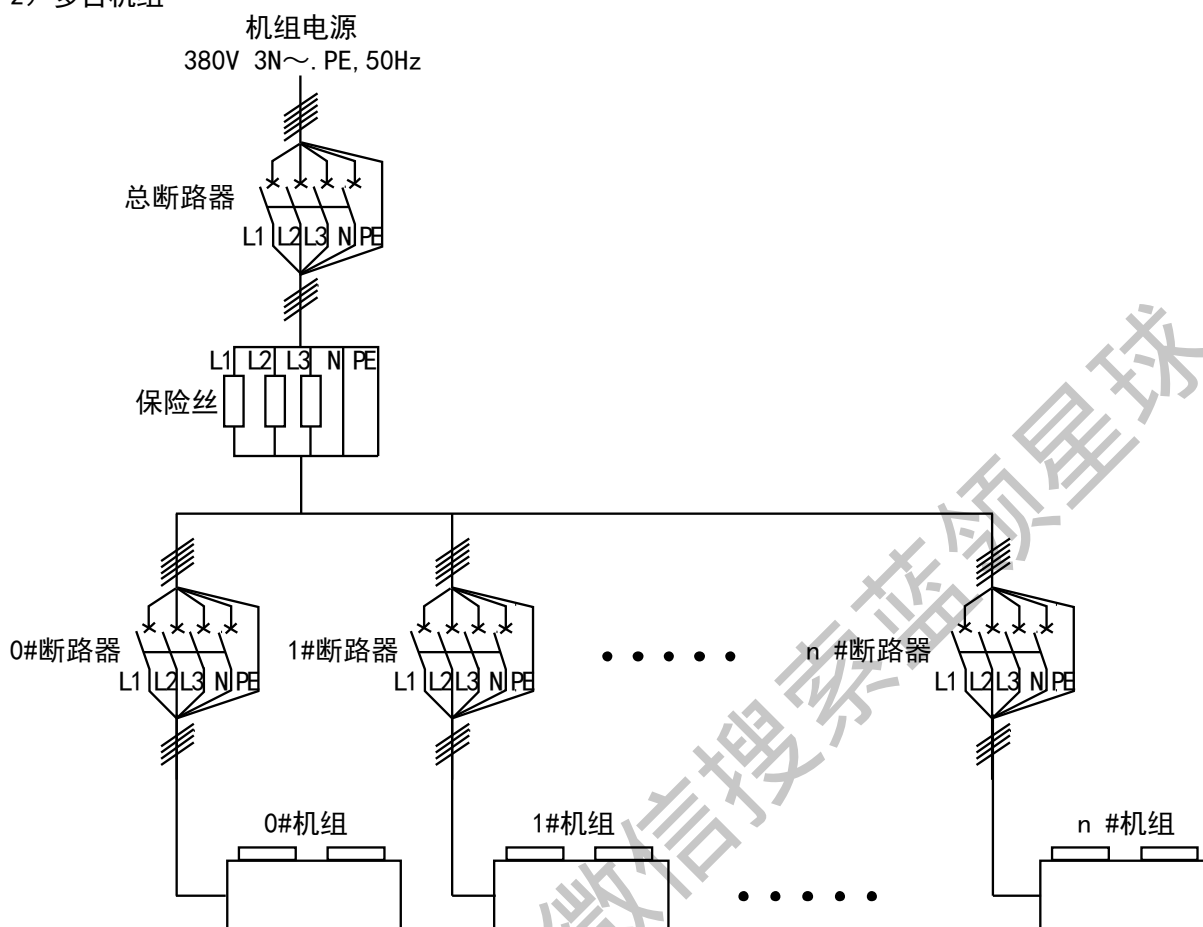 2）多台机组
机组电源
380V 3N～.PE,50Hz
总断路器
L1 L2 L3 N PE
L1 L2 L3 N PE
保险丝
0#断路器
L1 L2 L3 N PE
1#断路器
L1 L2 L3 N PE
n #断路器
L1 L2 L3 N PE
0#机组
1#机组
n #机组
微信搜索蓝领星球